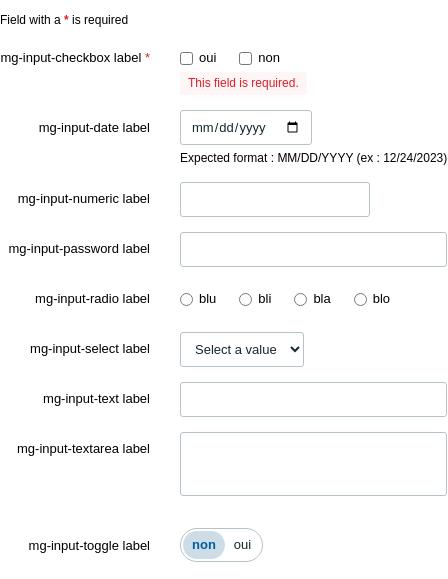 Field with a * is required
mg-input-checkbox label * oui non
This field is required.
mg-input-date label mm/dd/yyyy
Expected format : MM/DD/YYYY (ex : 12/24/2023)
mg-input-numeric label
mg-input-password label
mg-input-radio label blu bli bla blo
mg-input-select label Select a value
mg-input-text label
mg-input-textarea label
mg-input-toggle label non oui